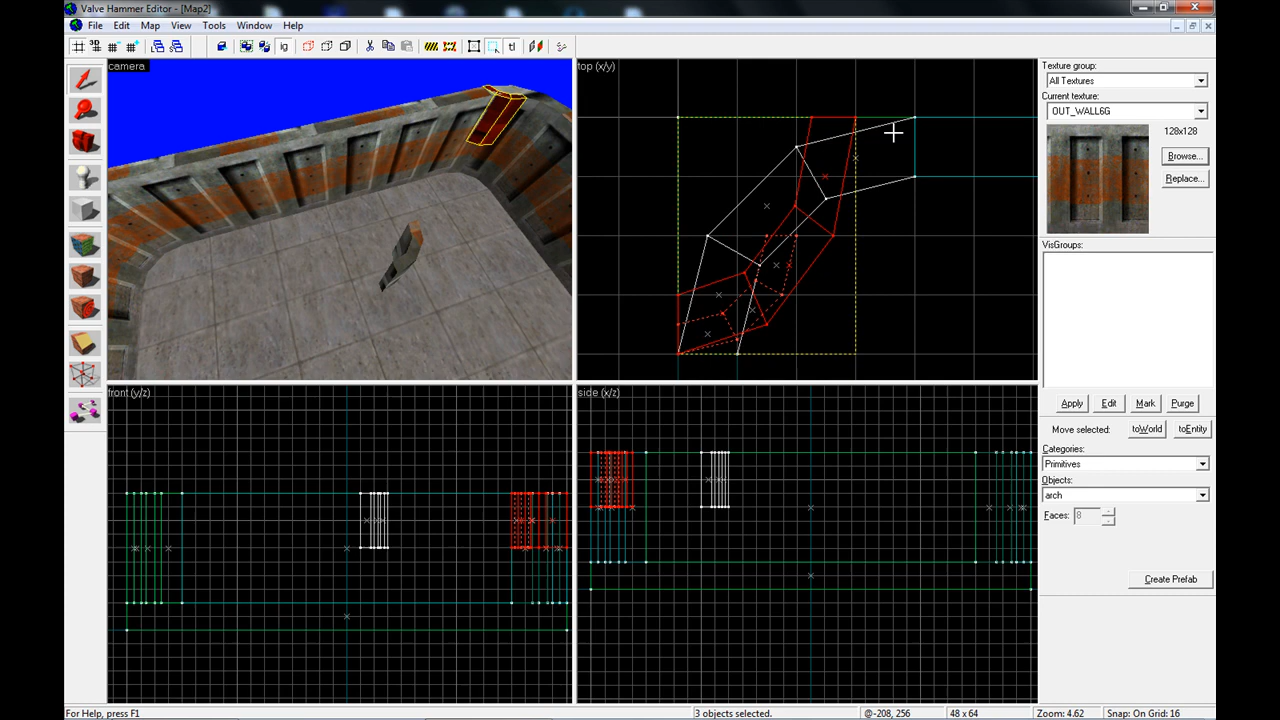 Valve Hammer Editor - [Map2]
File Edit Map View Tools Window Help
3D
ig
tl
camera
top (x/y)
front (y/z)
side (x/z)
Texture group:
All Textures
Current texture:
OUT_WALL6G
128x128
Browse...
Replace...
VisGroups:
Apply Edit Mark Purge
Move selected: toWorld toEntity
Categories:
Primitives
Objects:
arch
Faces: 8
Create Prefab
For Help, press F1 3 objects selected. @-208, 256 48 x 64 Zoom: 4.62 Snap: On Grid: 16